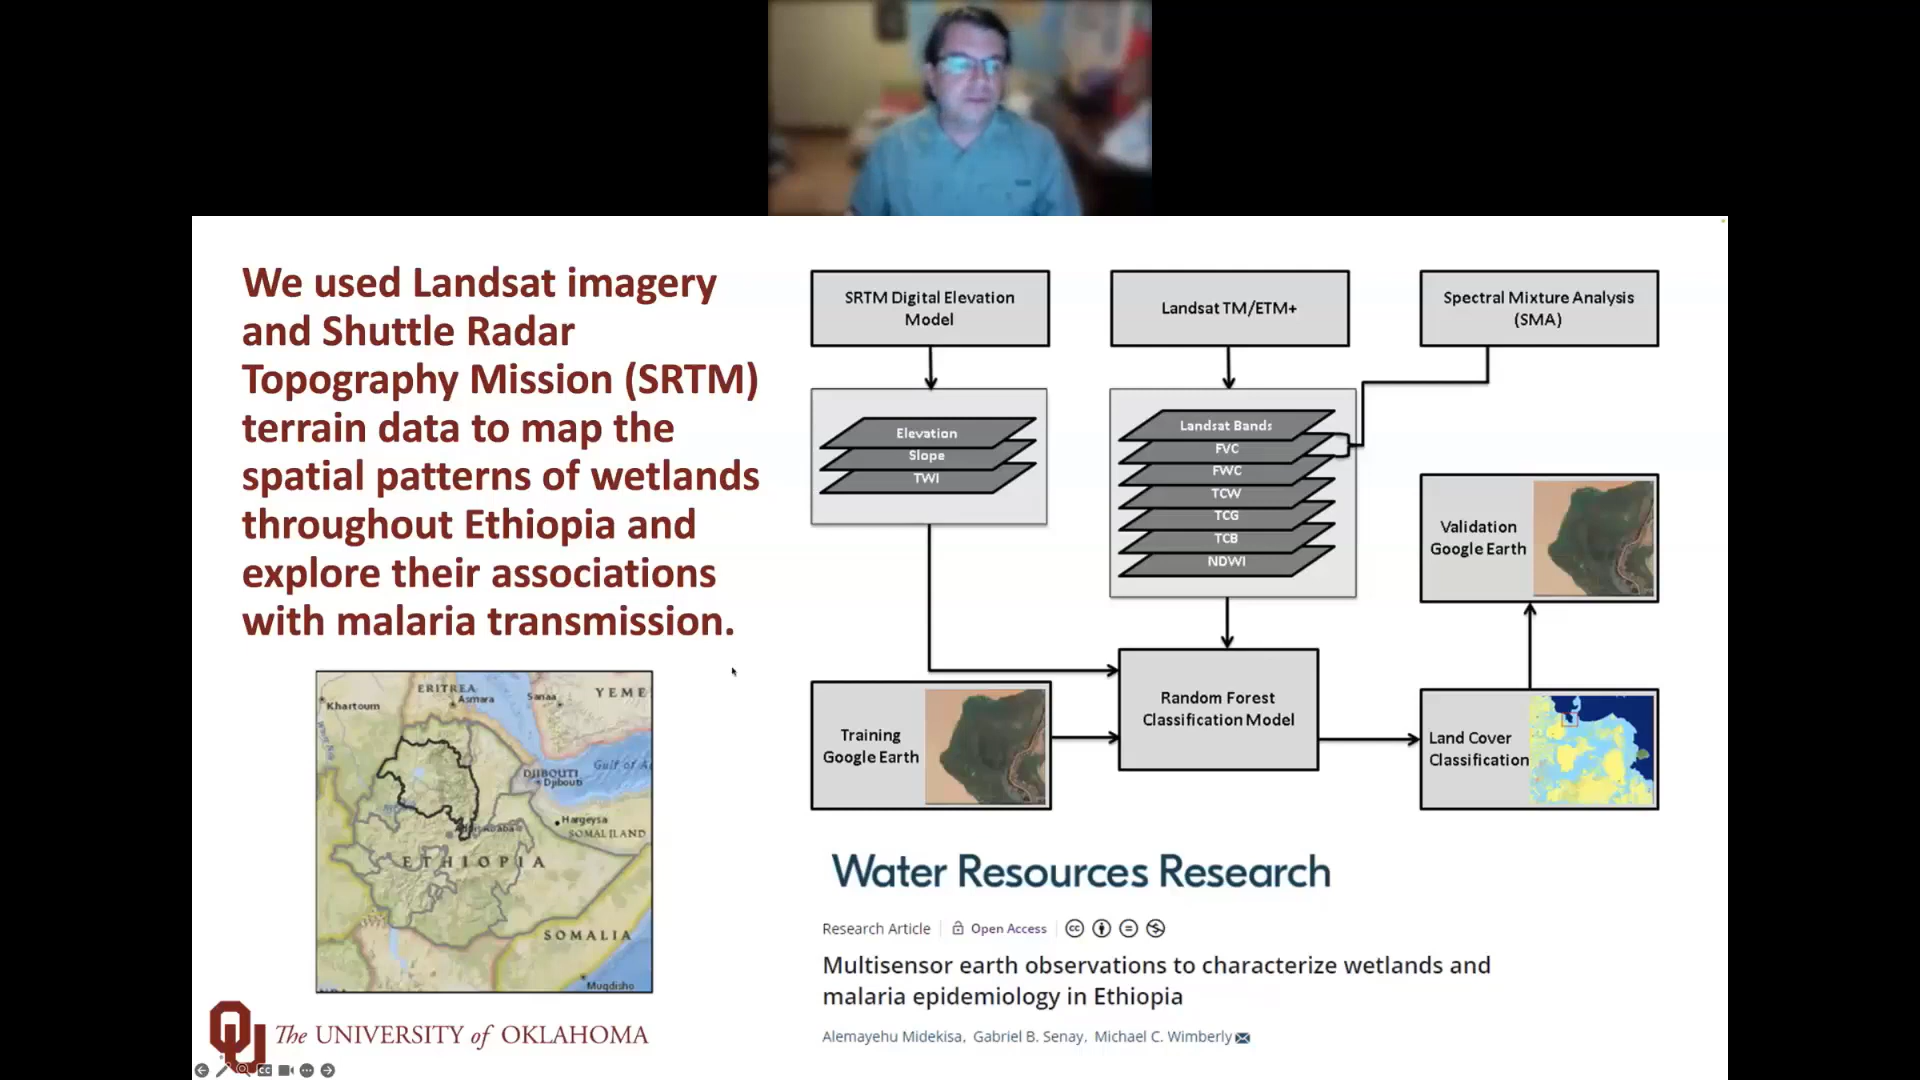 We used Landsat imagery
and Shuttle Radar
Topography Mission (SRTM)
terrain data to map the
spatial patterns of wetlands
throughout Ethiopia and
explore their associations
with malaria transmission.
SRTM Digital Elevation
Model
Landsat TM/ETM+
Spectral Mixture Analysis
(SMA)
Elevation
Slope
TWI
Landsat Bands
FVC
FWC
TCW
TCG
TCB
NDWI
Validation
Google Earth
Training
Google Earth
Random Forest
Classification Model
Land Cover
Classification
ERITREA
Asmara
Sanaa
YEME
Khartoum
DJIBOUTI
Djibouti
Gulf of A
Hargeysa
SOMALILAND
ETHIOPIA
SOMALIA
Muqdisho
Water Resources Research
Research Article
Open Access
Multisensor earth observations to characterize wetlands and
malaria epidemiology in Ethiopia
Alemayehu Midekisa, Gabriel B. Senay, Michael C. Wimberly
OU The UNIVERSITY of OKLAHOMA